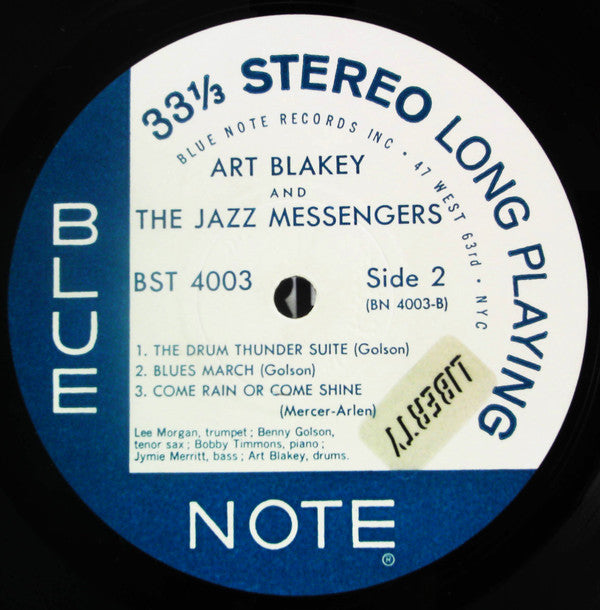 33⅓ STEREO LONG PLAYING
BLUE NOTE RECORDS INC · 47 WEST 63rd · NYC
ART BLAKEY
AND
THE JAZZ MESSENGERS
BST 4003
Side 2
(BN 4003-B)
1. THE DRUM THUNDER SUITE (Golson)
2. BLUES MARCH (Golson)
3. COME RAIN OR COME SHINE
(Mercer-Arlen)
LIBERTY
Lee Morgan, trumpet ; Benny Golson,
tenor sax ; Bobby Timmons, piano ;
Jymie Merritt, bass ; Art Blakey, drums.
BLUE
NOTE
®